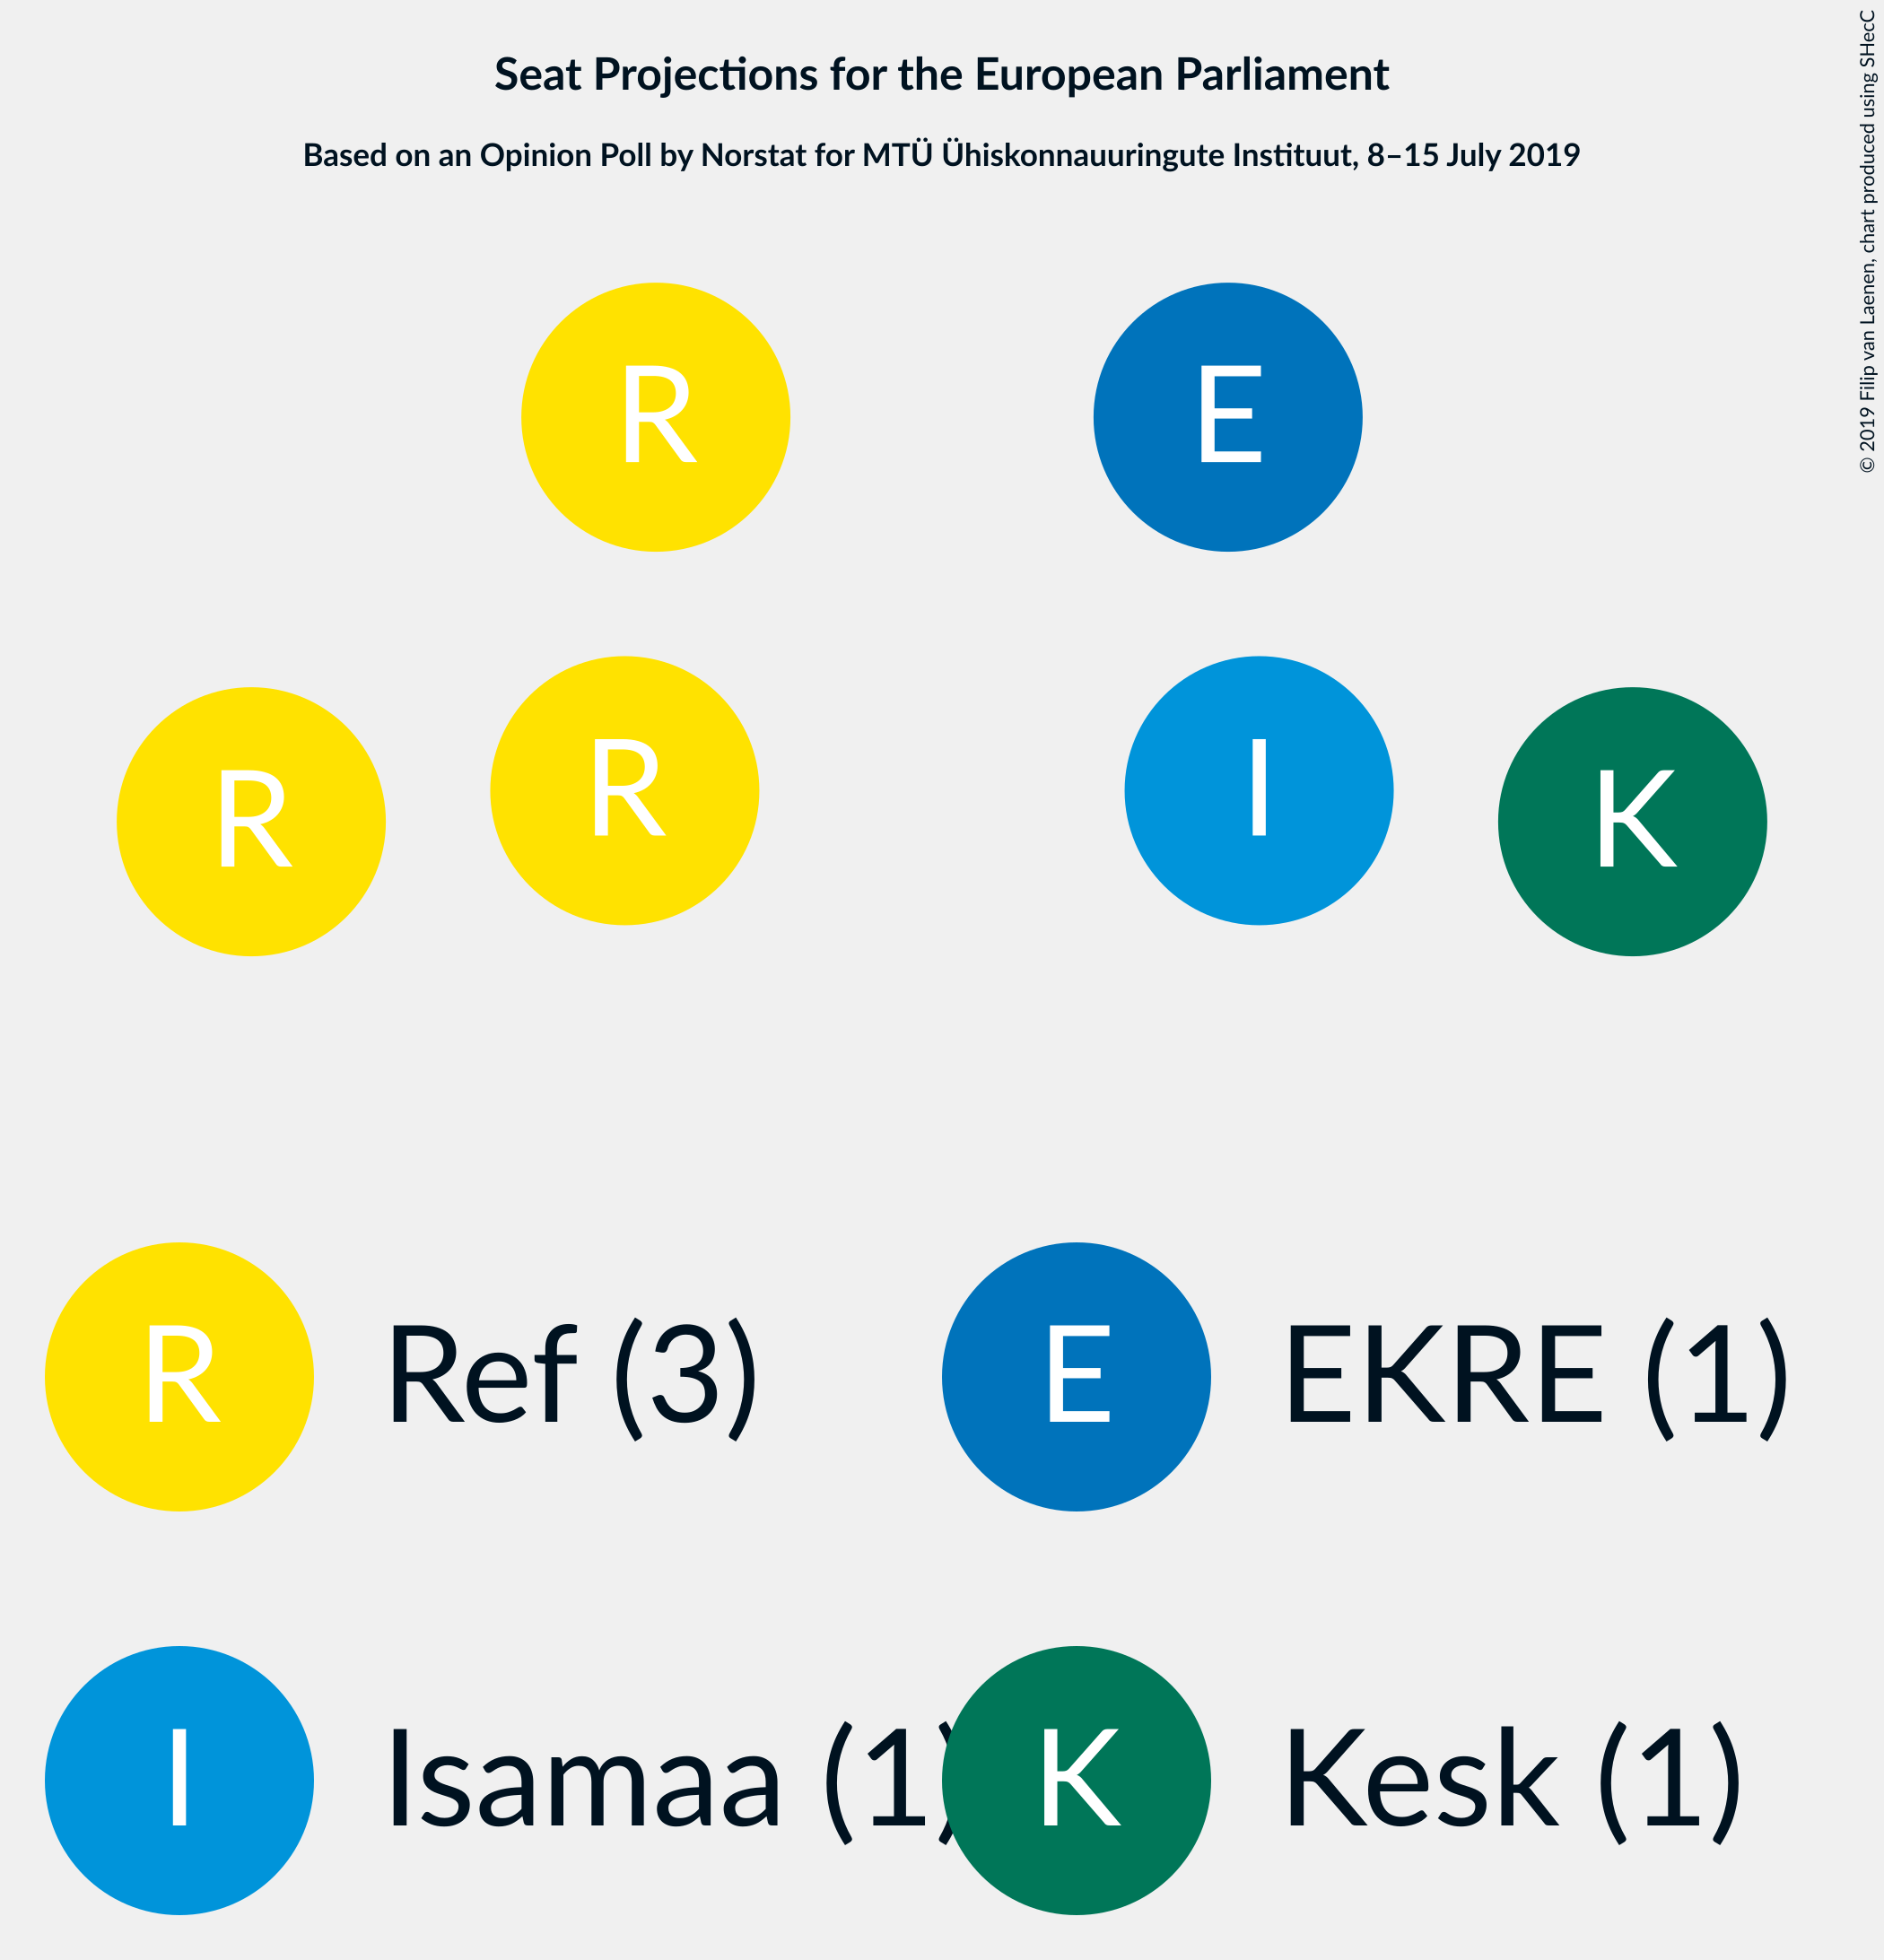 Seat Projections for the European Parliament
Based on an Opinion Poll by Norstat for MTÜ Ühiskonnauuringute Instituut, 8–15 July 2019
© 2019 Filip van Laenen, chart produced using SHecC
R E
R R I K
R Ref (3) E EKRE (1)
I Isamaa (1) K Kesk (1)